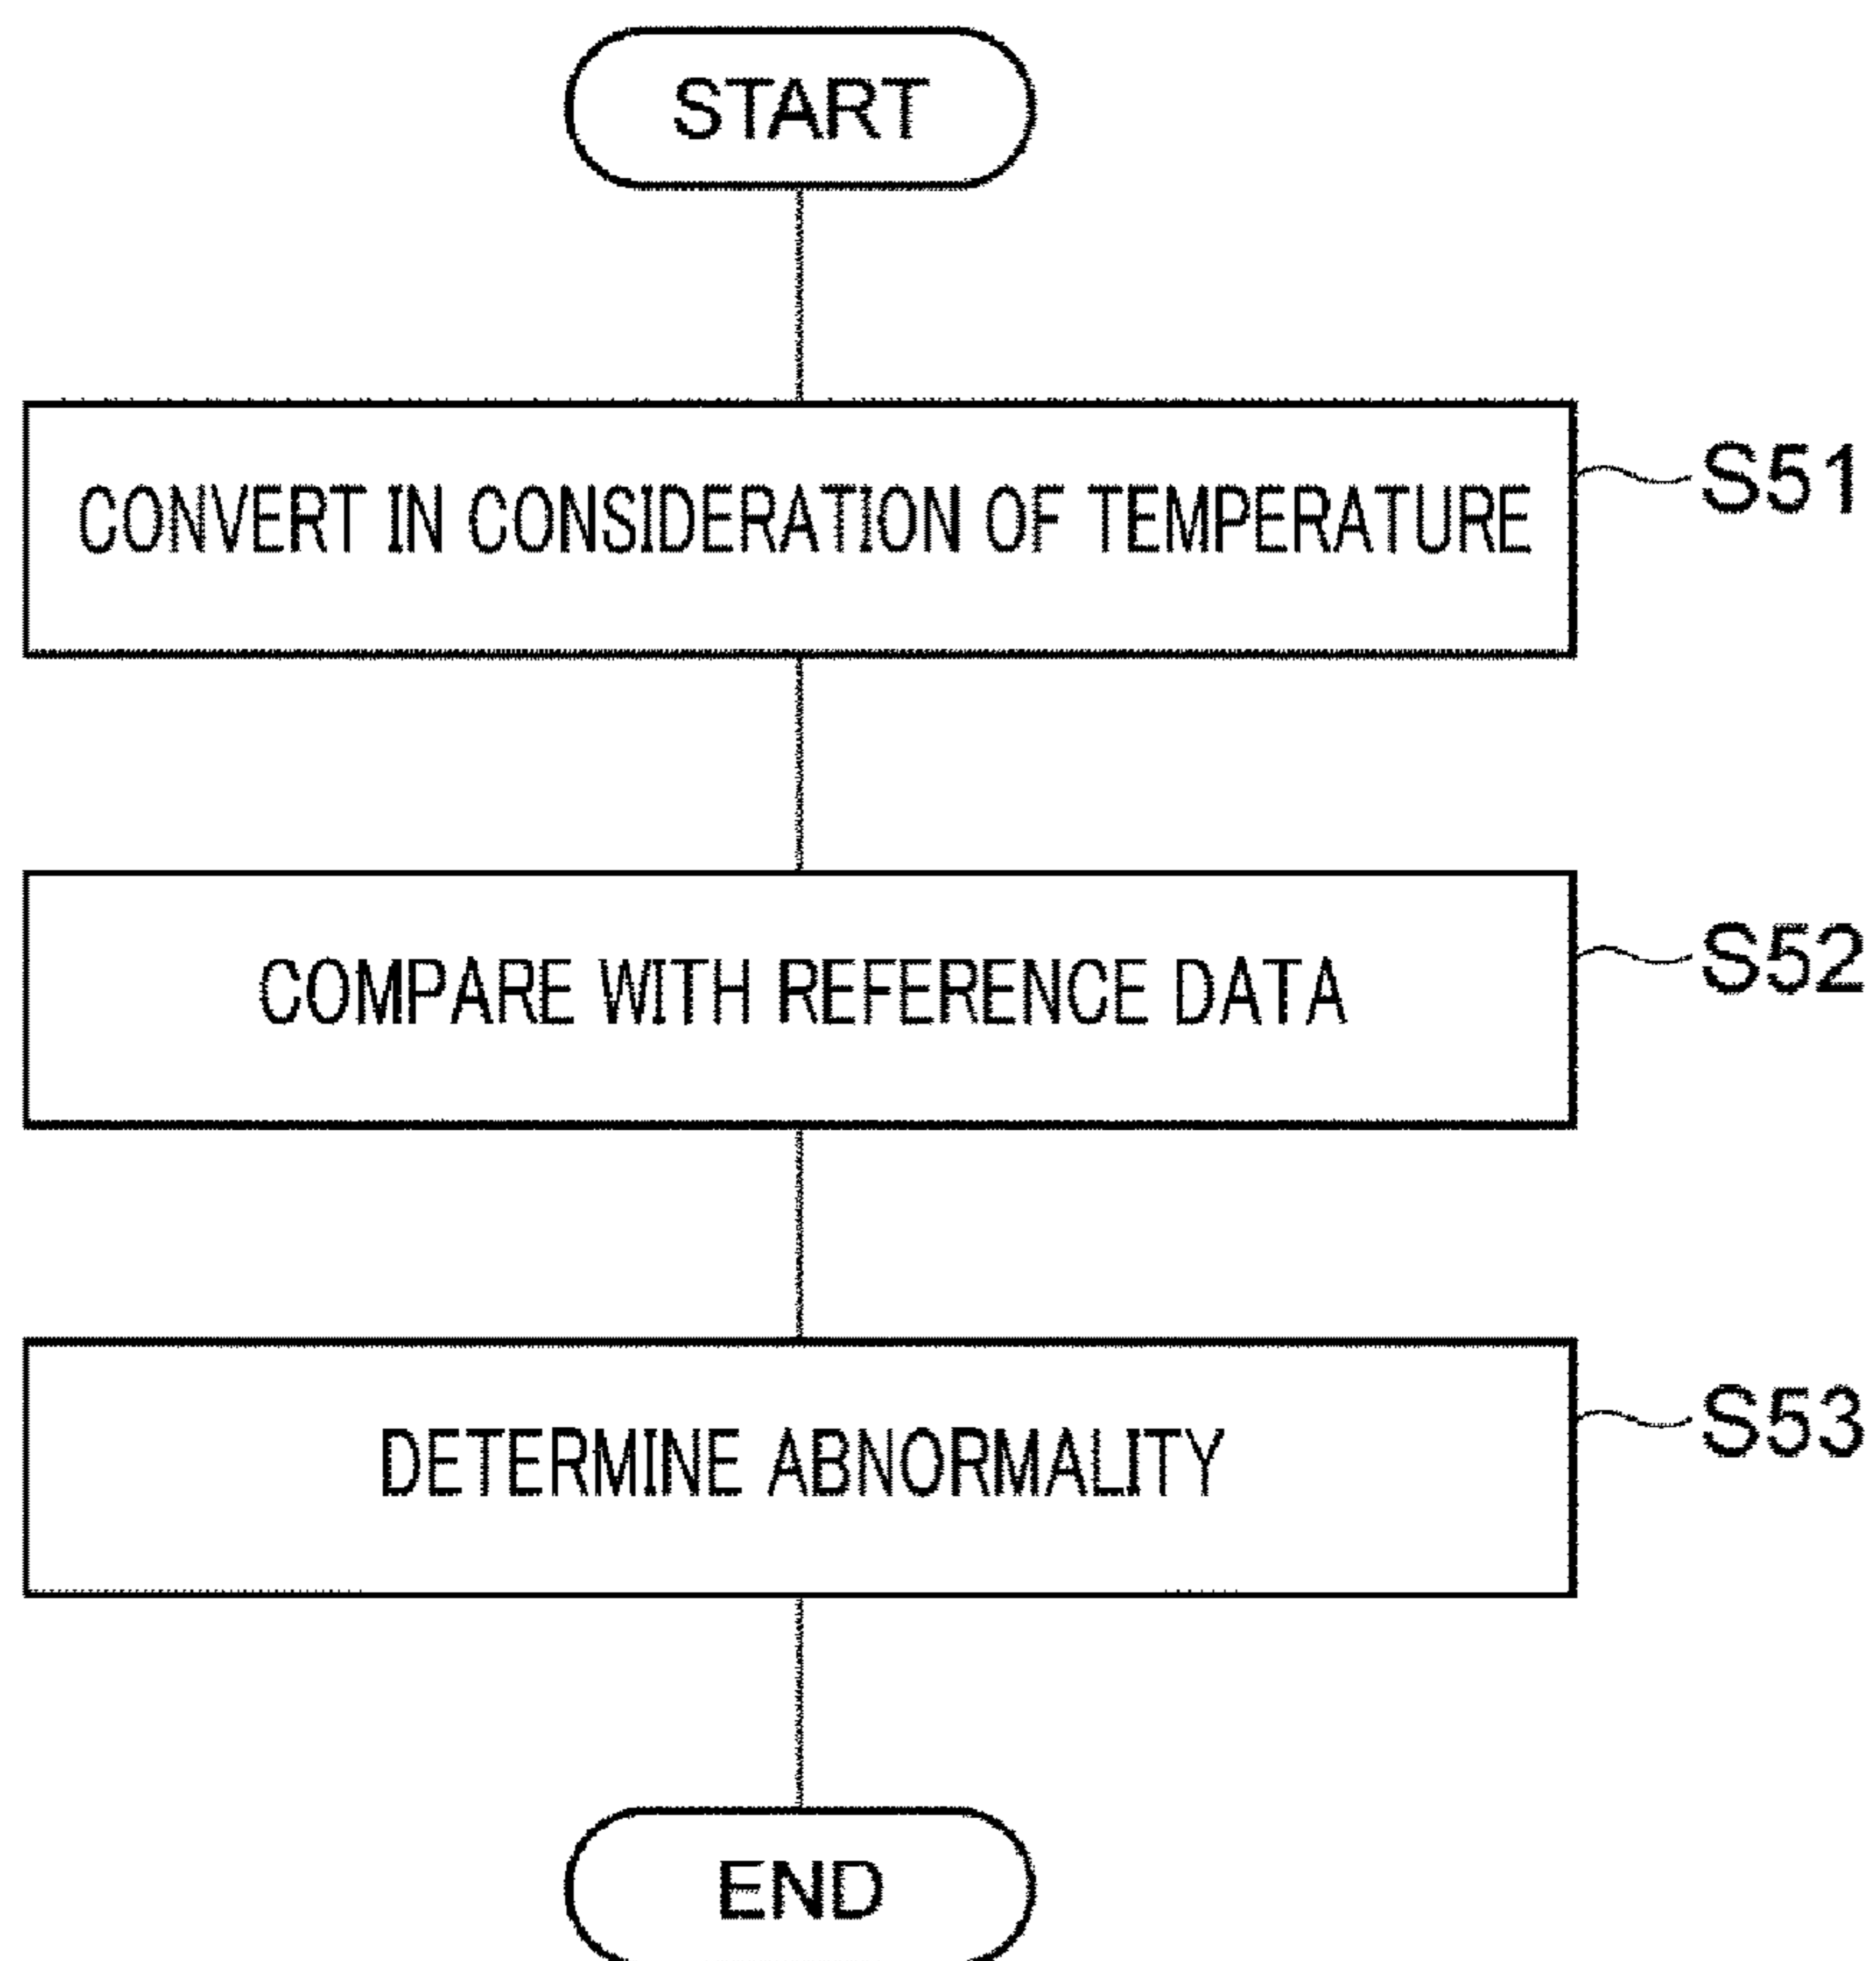 START
CONVERT IN CONSIDERATION OF TEMPERATURE
S51
COMPARE WITH REFERENCE DATA
S52
DETERMINE ABNORMALITY
S53
END